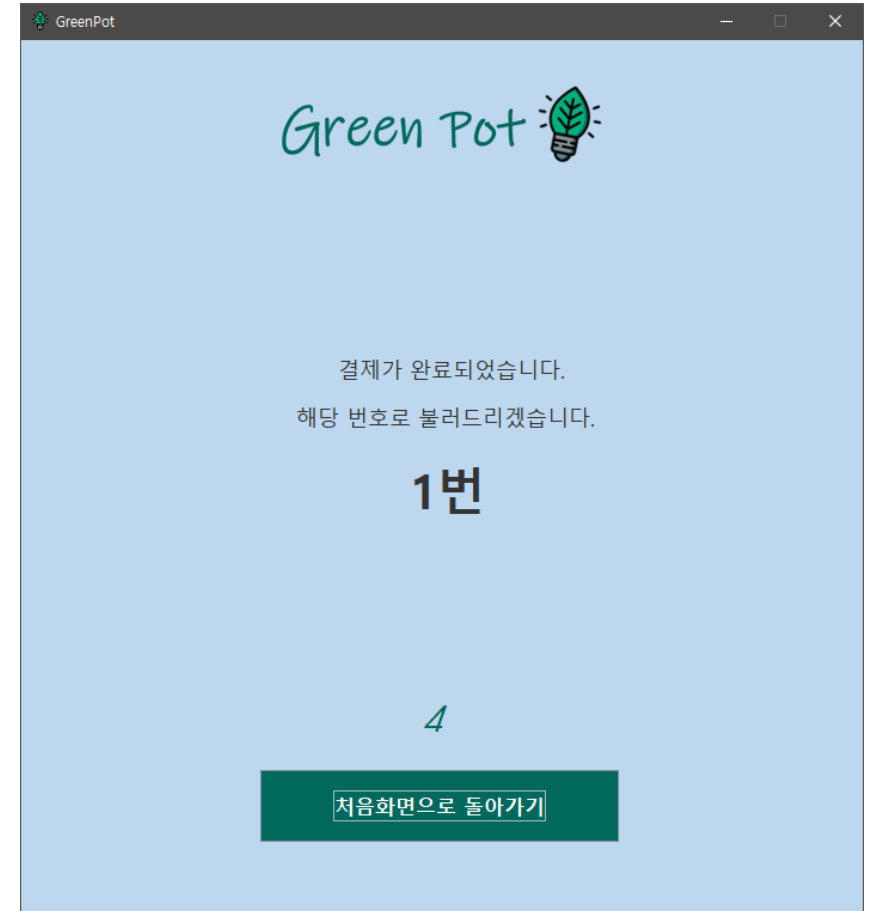 GreenPot
Green Pot
결제가 완료되었습니다.
해당 번호로 불러드리겠습니다.
1번
4
처음화면으로 돌아가기